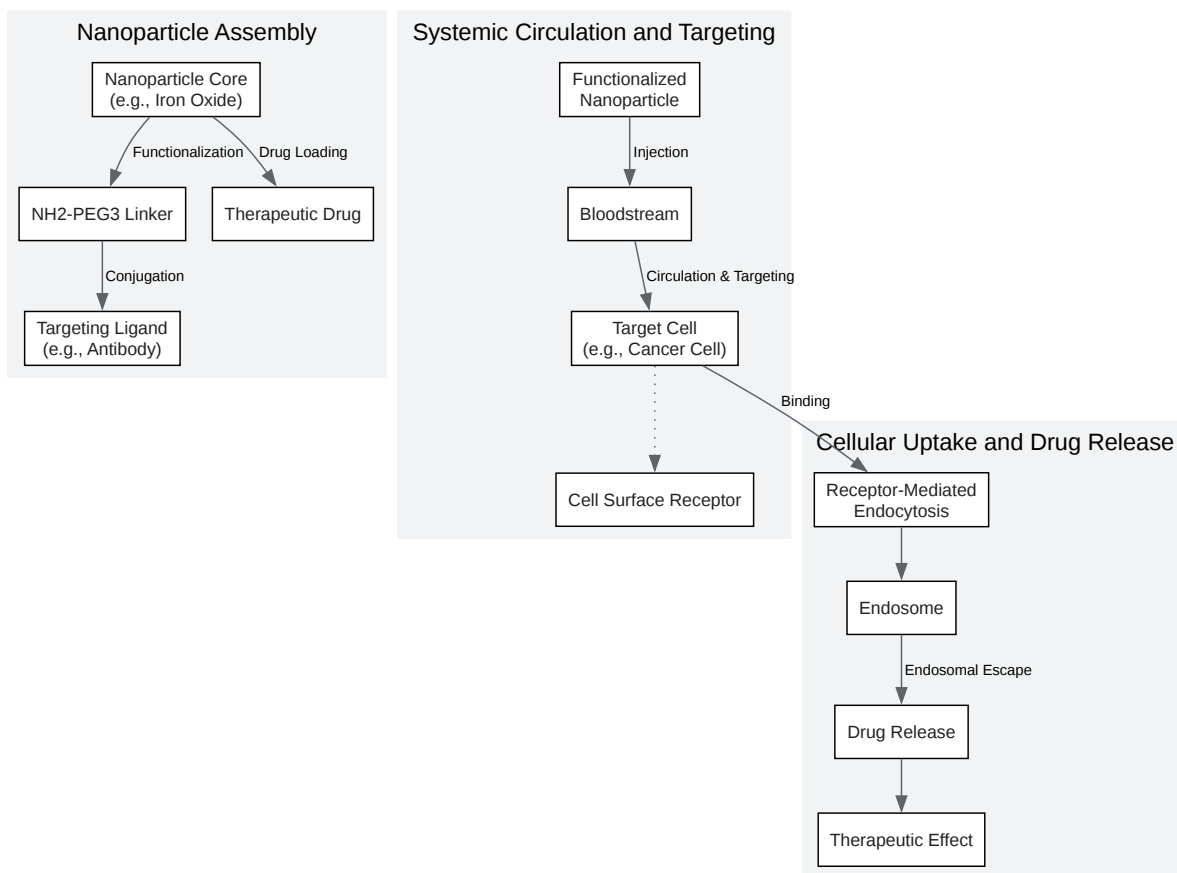 Nanoparticle Assembly
Nanoparticle Core
(e.g., Iron Oxide)
Functionalization
Drug Loading
NH2-PEG3 Linker
Therapeutic Drug
Conjugation
Targeting Ligand
(e.g., Antibody)
Systemic Circulation and Targeting
Functionalized
Nanoparticle
Injection
Bloodstream
Circulation & Targeting
Target Cell
(e.g., Cancer Cell)
Binding
Cell Surface Receptor
Cellular Uptake and Drug Release
Receptor-Mediated
Endocytosis
Endosome
Endosomal Escape
Drug Release
Therapeutic Effect